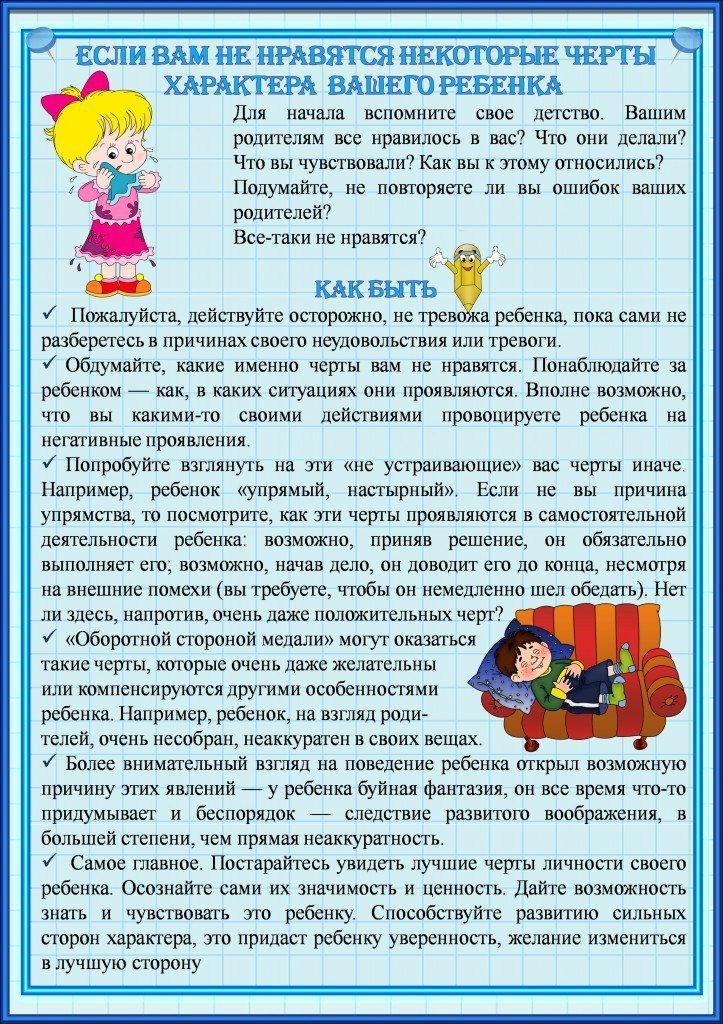 ЕСЛИ ВАМ НЕ НРАВЯТСЯ НЕКОТОРЫЕ ЧЕРТЫ
ХАРАКТЕРА ВАШЕГО РЕБЕНКА
Для начала вспомните свое детство. Вашим
родителям все нравилось в вас? Что они делали?
Что вы чувствовали? Как вы к этому относились?
Подумайте, не повторяете ли вы ошибок ваших
родителей?
Все-таки не нравятся?
КАК БЫТЬ
✓ Пожалуйста, действуйте осторожно, не тревожа ребенка, пока сами не
разберетесь в причинах своего неудовольствия или тревоги.
✓ Обдумайте, какие именно черты вам не нравятся. Понаблюдайте за
ребенком — как, в каких ситуациях они проявляются. Вполне возможно,
что вы какими-то своими действиями провоцируете ребенка на
негативные проявления.
✓ Попробуйте взглянуть на эти «не устраивающие» вас черты иначе.
Например, ребенок «упрямый, настырный». Если не вы причина
упрямства, то посмотрите, как эти черты проявляются в самостоятельной
деятельности ребенка: возможно, приняв решение, он обязательно
выполняет его; возможно, начав дело, он доводит его до конца, несмотря
на внешние помехи (вы требуете, чтобы он немедленно шел обедать). Нет
ли здесь, напротив, очень даже положительных черт?
✓ «Оборотной стороной медали» могут оказаться
такие черты, которые очень даже желательны
или компенсируются другими особенностями
ребенка. Например, ребенок, на взгляд роди-
телей, очень несобран, неаккуратен в своих вещах.
✓ Более внимательный взгляд на поведение ребенка открыл возможную
причину этих явлений — у ребенка буйная фантазия, он все время что-то
придумывает и беспорядок — следствие развитого воображения, в
большей степени, чем прямая неаккуратность.
✓ Самое главное. Постарайтесь увидеть лучшие черты личности своего
ребенка. Осознайте сами их значимость и ценность. Дайте возможность
знать и чувствовать это ребенку. Способствуйте развитию сильных
сторон характера, это придаст ребенку уверенность, желание измениться
в лучшую сторону